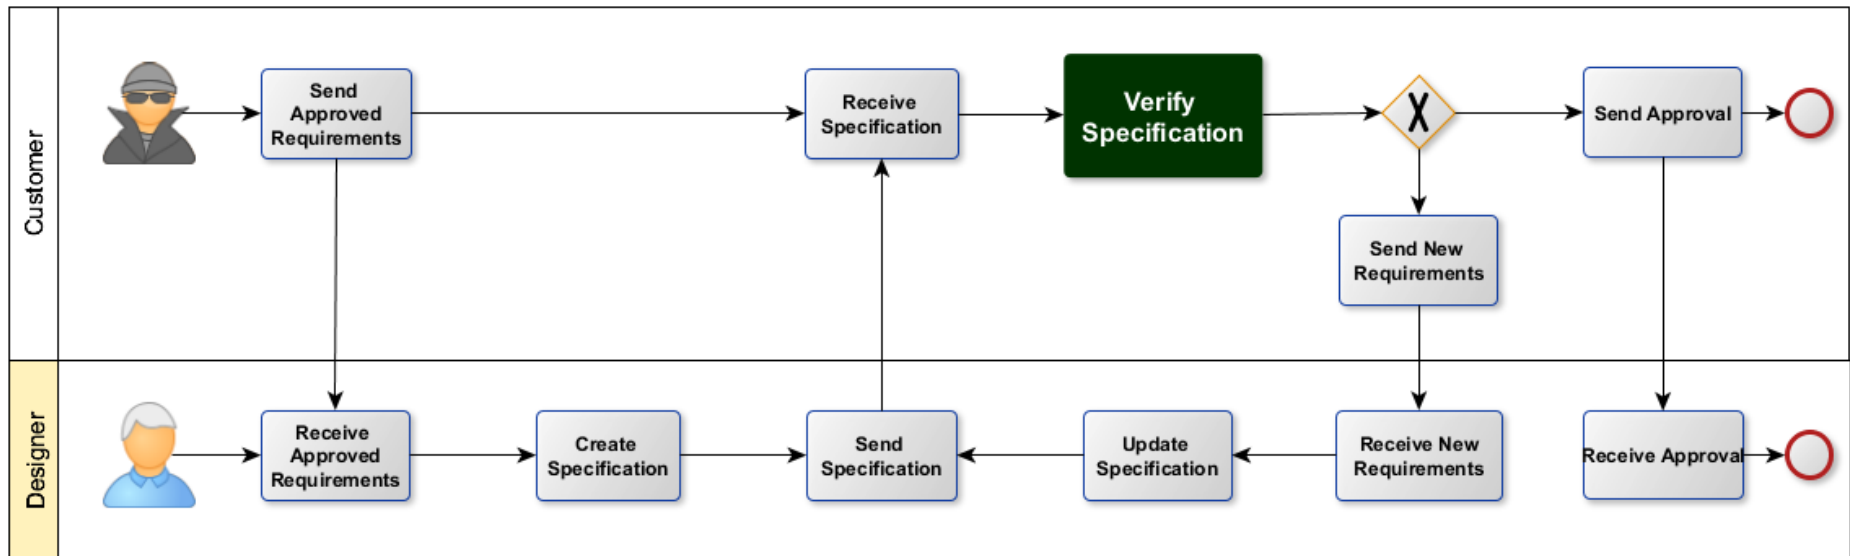 Customer
Send
Approved
Requirements
Receive
Specification
Verify
Specification
X
Send Approval
Send New
Requirements
Designer
Receive
Approved
Requirements
Create
Specification
Send
Specification
Update
Specification
Receive New
Requirements
Receive Approval